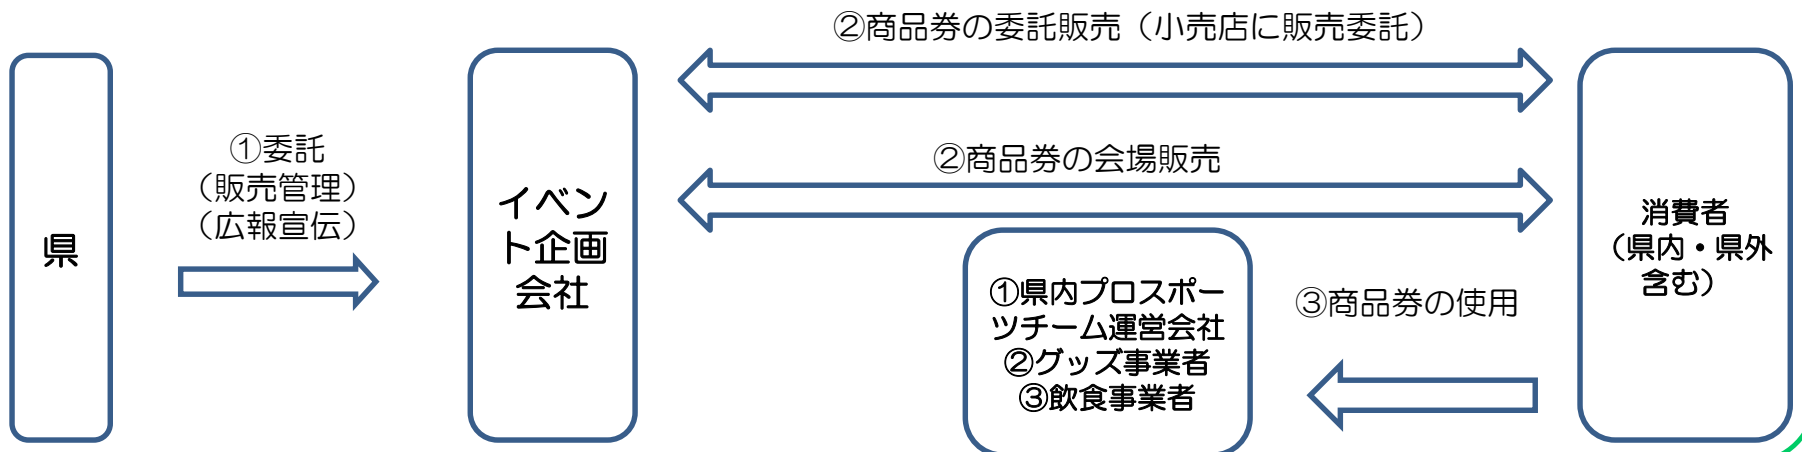 ②商品券の委託販売（小売店に販売委託）
①委託
（販売管理）
（広報宣伝）
②商品券の会場販売
県
イベン
ト企画
会社
消費者
（県内・県外
含む）
①県内プロスポー
ツチーム運営会社
②グッズ事業者
③飲食事業者
③商品券の使用